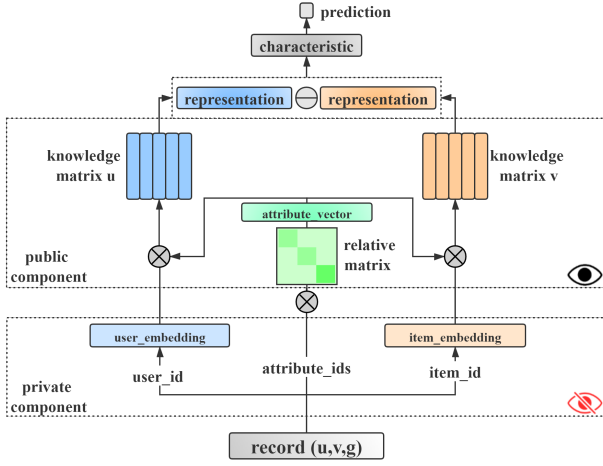 prediction
characteristic
representation
representation
knowledge
matrix u
knowledge
matrix v
attribute_vector
relative
matrix
public
component
user_embedding
item_embedding
user_id
attribute_ids
item_id
private
component
record (u,v,g)